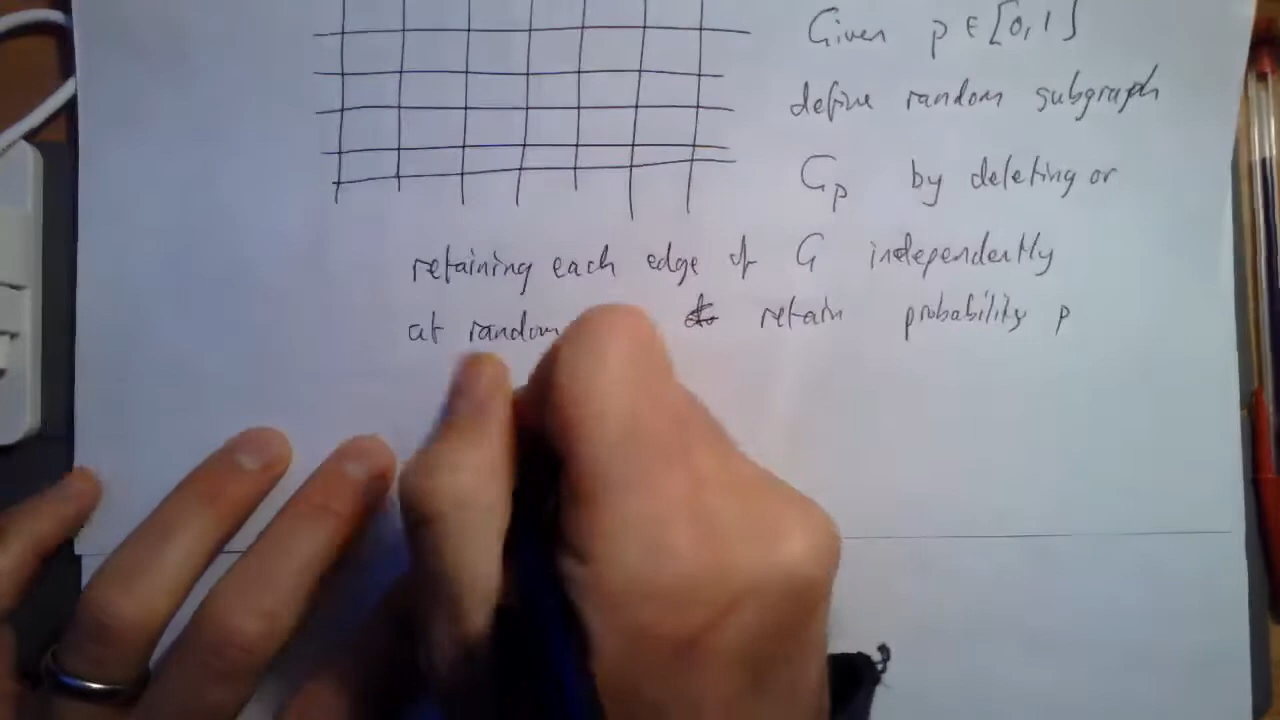 Given p ∈ [0,1]
define random subgraph
Gp by deleting or
retaining each edge of G independently
at random retain probability p